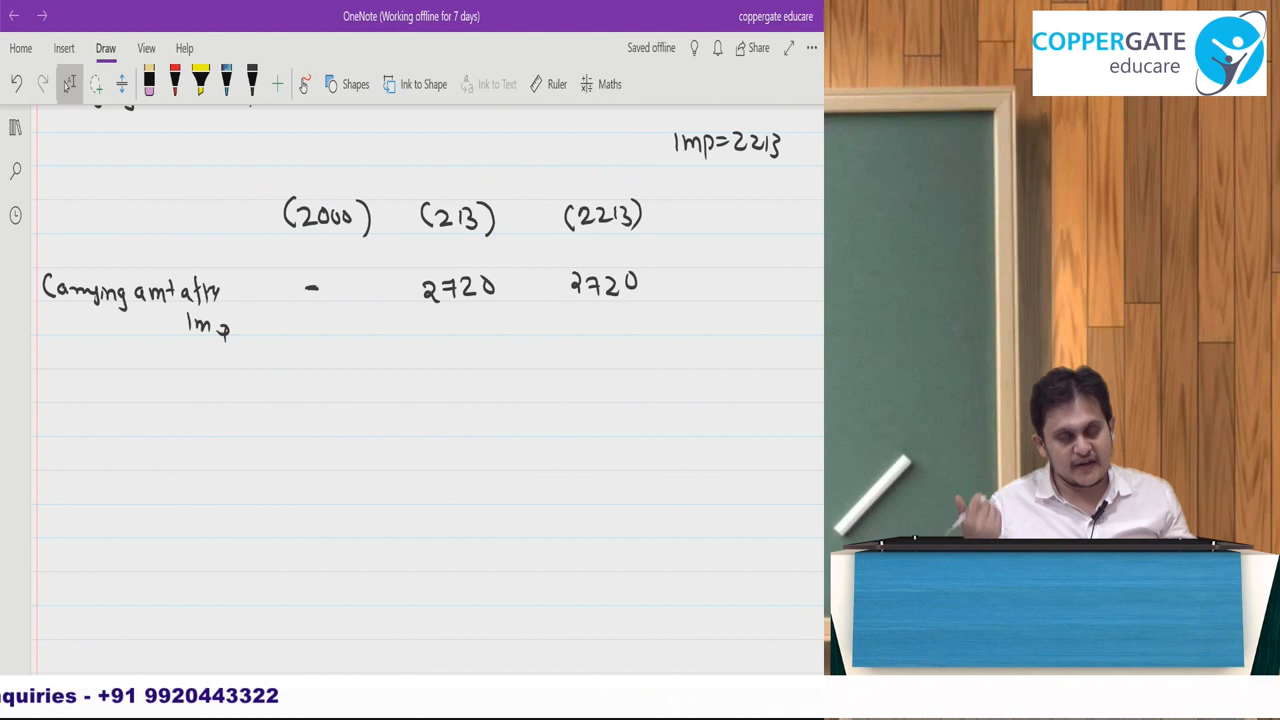 OneNote (Working offline for 7 days)
coppergate educare
Home Insert Draw View Help
Saved offline Share
Shapes Ink to Shape Ink to Text Ruler Maths
COPPERGATE
educare
Imp=2213
(2000) (213) (2213)
Carrying amt after - 2720 2720
Imp
nquiries - +91 9920443322